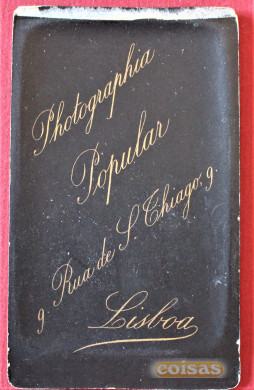 Photographia
Popular
9 Rua de S. Thiago, 9.
Lisboa
coisas